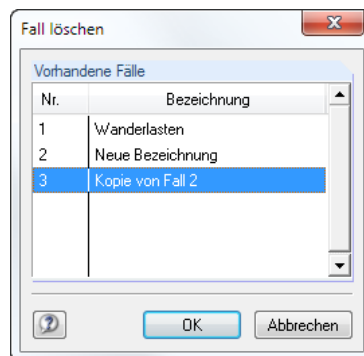 Fall löschen
Vorhandene Fälle
Nr. Bezeichnung
1 Wanderlasten
2 Neue Bezeichnung
3 Kopie von Fall 2
OK Abbrechen